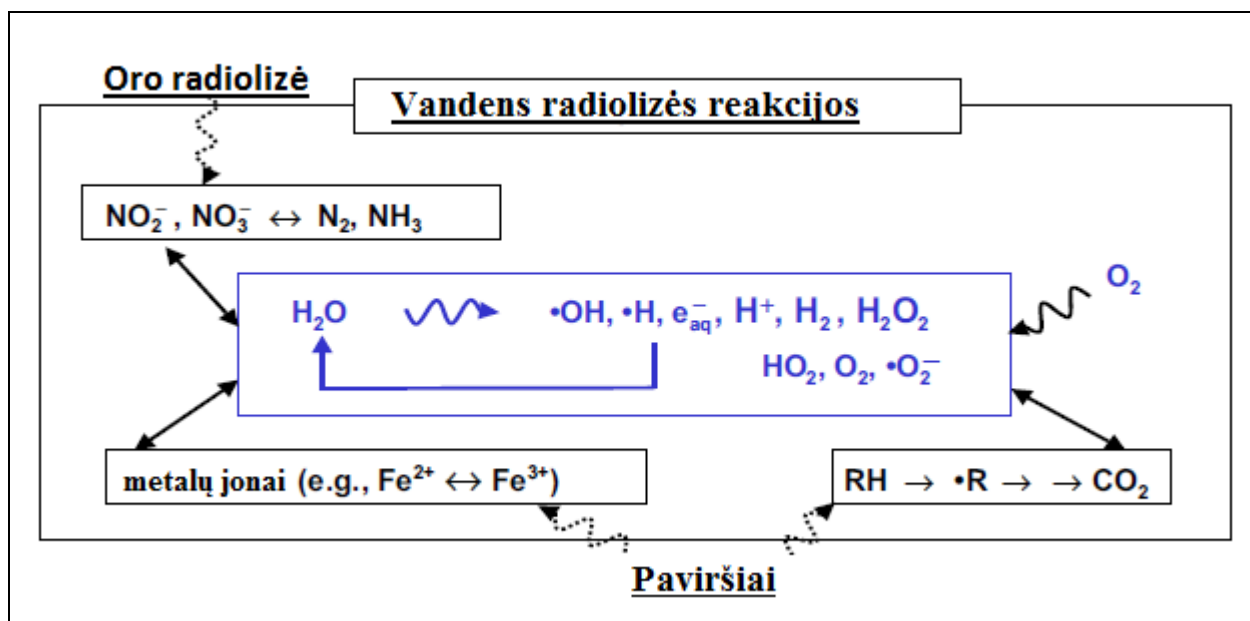 Oro radiolizė
Vandens radiolizės reakcijos
NO₂⁻, NO₃⁻ ↔ N₂, NH₃
O₂
H₂O
•OH, •H, e⁻aq, H⁺, H₂, H₂O₂
HO₂, O₂, •O₂⁻
metalų jonai (e.g., Fe²⁺ ↔ Fe³⁺)
RH → •R → → CO₂
Paviršiai